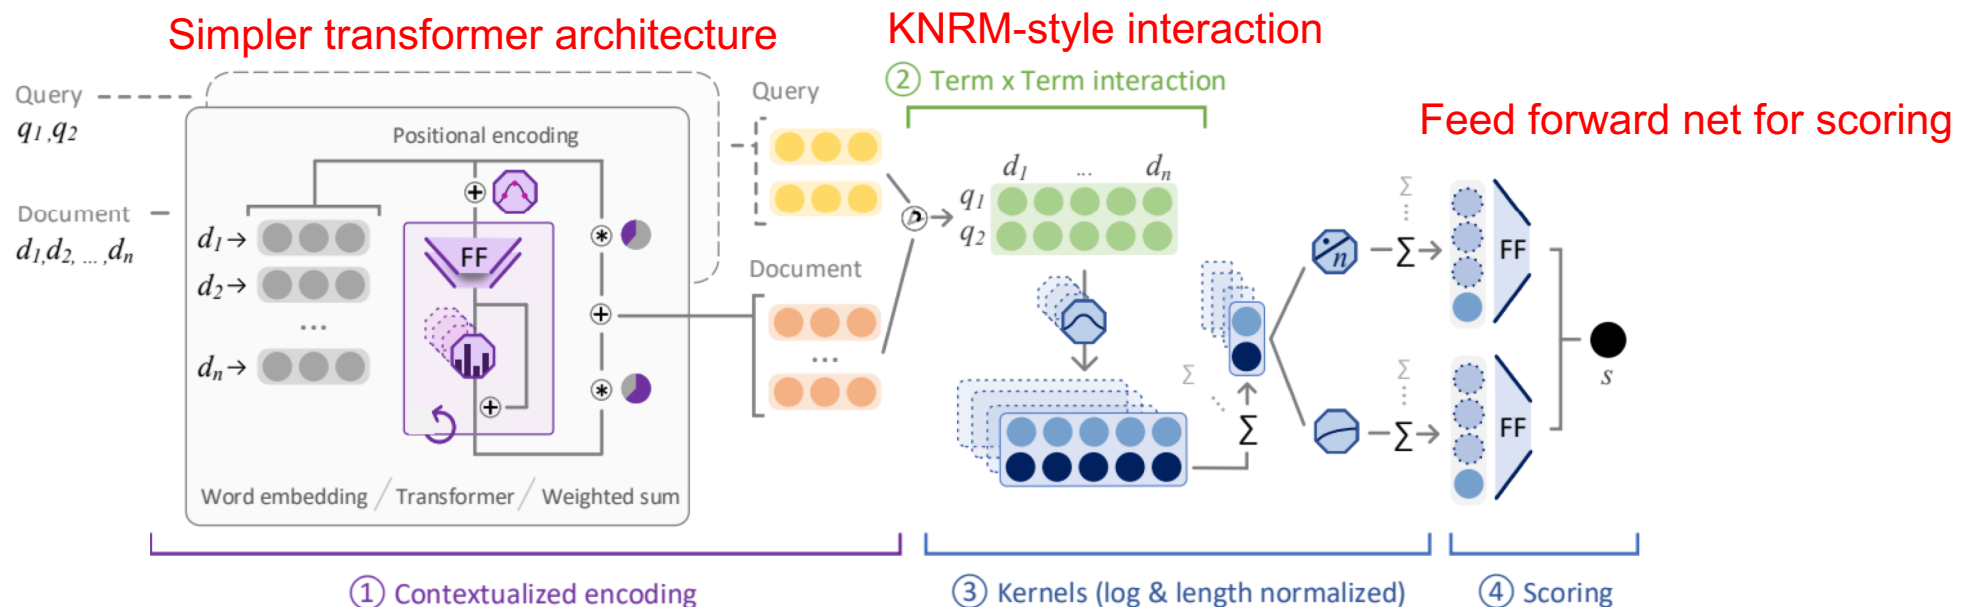 Simpler transformer architecture
KNRM-style interaction
② Term x Term interaction
Feed forward net for scoring
Query
q1,q2
Document
d1,d2, ... ,dn
Positional encoding
d1→
d2→
...
dn→
FF
Word embedding / Transformer / Weighted sum
Query
Document
...
d1 ... dn
q1
q2
Σ
Σ
n
Σ
Σ
FF
Σ
Σ
FF
s
① Contextualized encoding
③ Kernels (log & length normalized)
④ Scoring